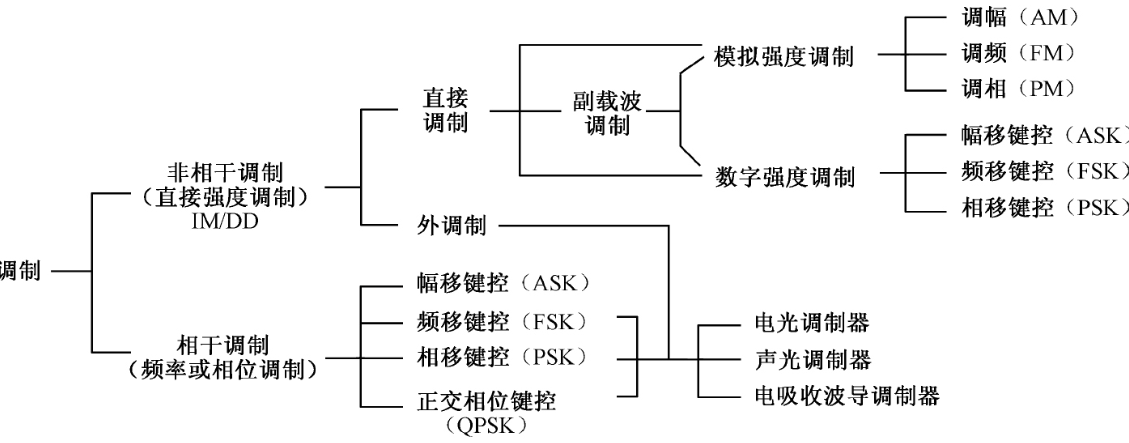 调制
非相干调制
（直接强度调制）
IM/DD
相干调制
（频率或相位调制）
直接
调制
外调制
副载波
调制
模拟强度调制
数字强度调制
调幅（AM）
调频（FM）
调相（PM）
幅移键控（ASK）
频移键控（FSK）
相移键控（PSK）
幅移键控（ASK）
频移键控（FSK）
相移键控（PSK）
正交相位键控
（QPSK）
电光调制器
声光调制器
电吸收波导调制器